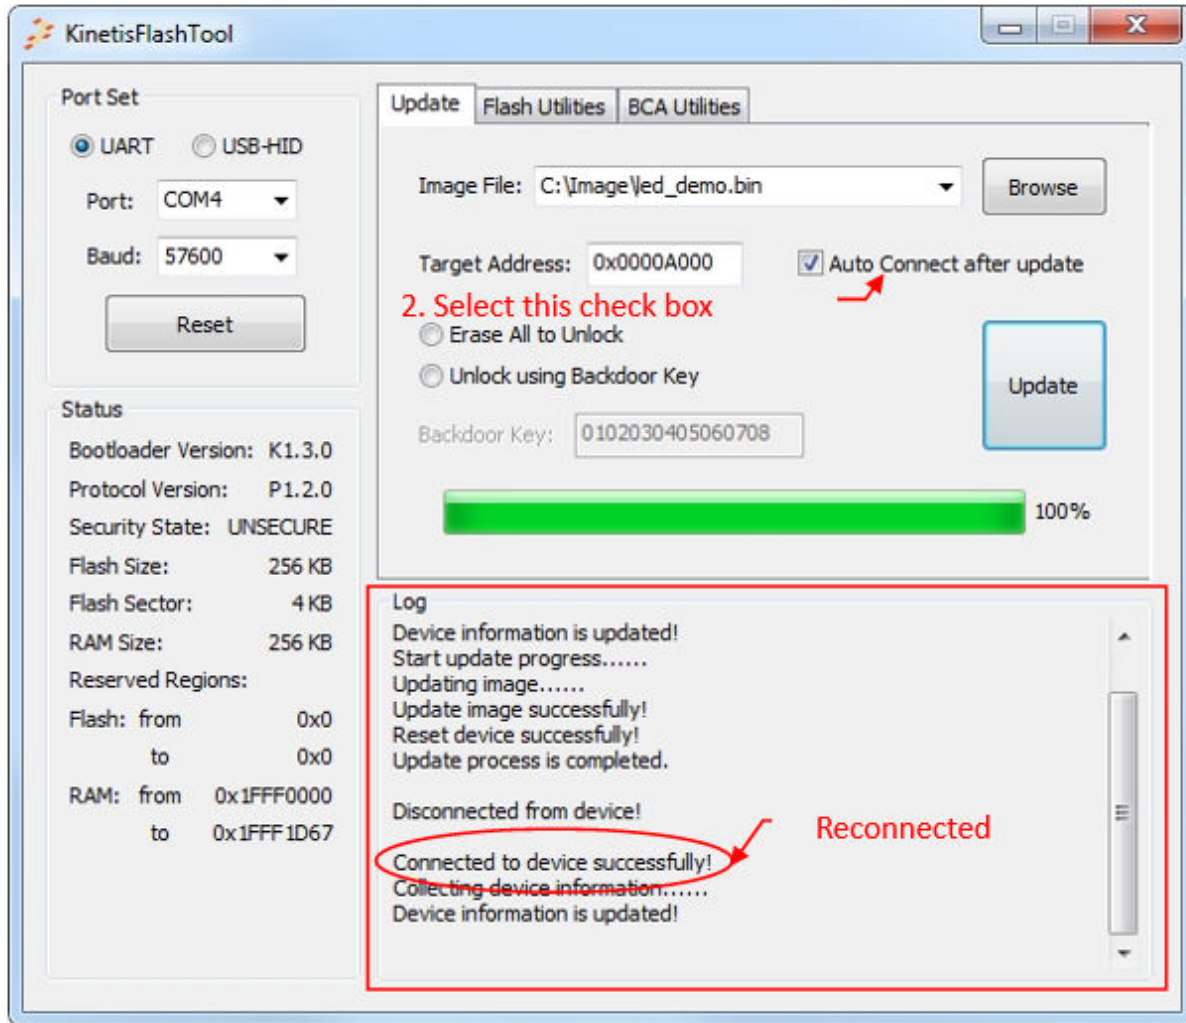 KinetisFlashTool
Port Set
UART USB-HID
Port: COM4
Baud: 57600
Reset
Status
Bootloader Version: K1.3.0
Protocol Version: P1.2.0
Security State: UNSECURE
Flash Size: 256 KB
Flash Sector: 4 KB
RAM Size: 256 KB
Reserved Regions:
Flash: from 0x0
to 0x0
RAM: from 0x1FFF0000
to 0x1FFF1D67
Update Flash Utilities BCA Utilities
Image File: C:\Image\led_demo.bin Browse
Target Address: 0x0000A000 Auto Connect after update
2. Select this check box
Erase All to Unlock
Unlock using Backdoor Key
Update
Backdoor Key: 0102030405060708
100%
Log
Device information is updated!
Start update progress......
Updating image......
Update image successfully!
Reset device successfully!
Update process is completed.
Disconnected from device!
Reconnected
Connected to device successfully!
Collecting device information......
Device information is updated!